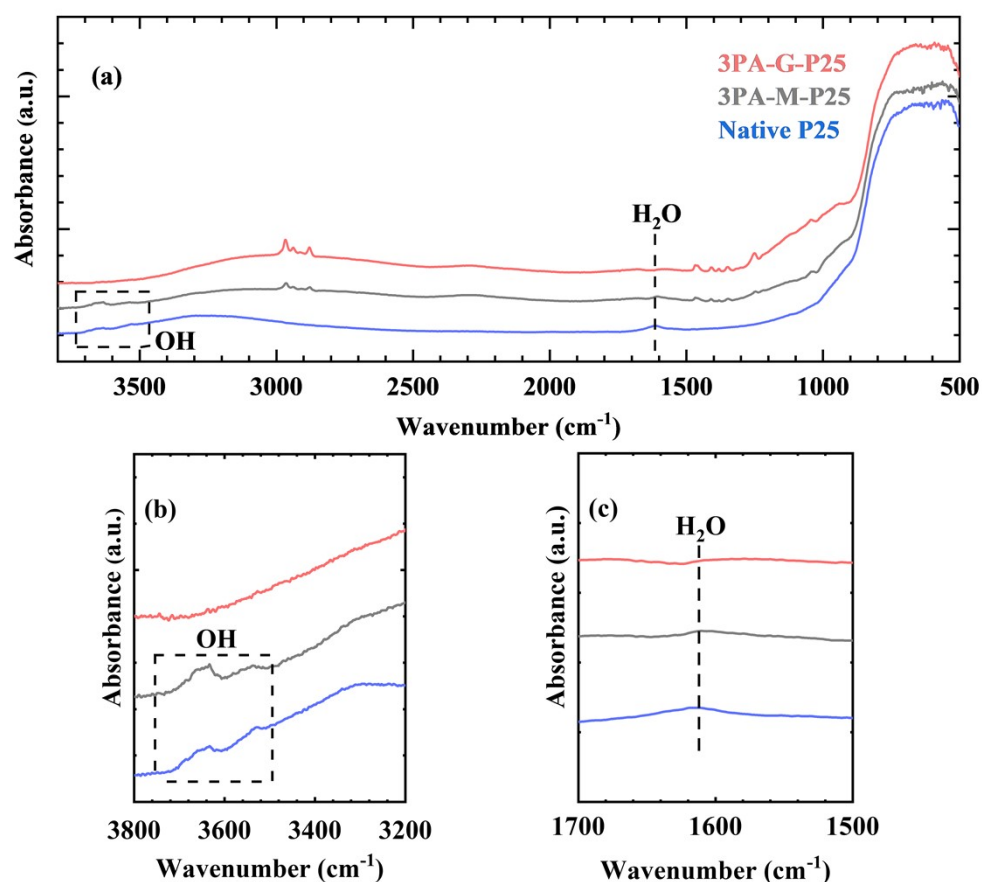 (a)
3PA-G-P25
3PA-M-P25
Native P25
H₂O
OH
Absorbance (a.u.)
3500 3000 2500 2000 1500 1000 500
Wavenumber (cm⁻¹)
(b)
OH
Absorbance (a.u.)
3800 3600 3400 3200
Wavenumber (cm⁻¹)
(c)
H₂O
Absorbance (a.u.)
1700 1600 1500
Wavenumber (cm⁻¹)